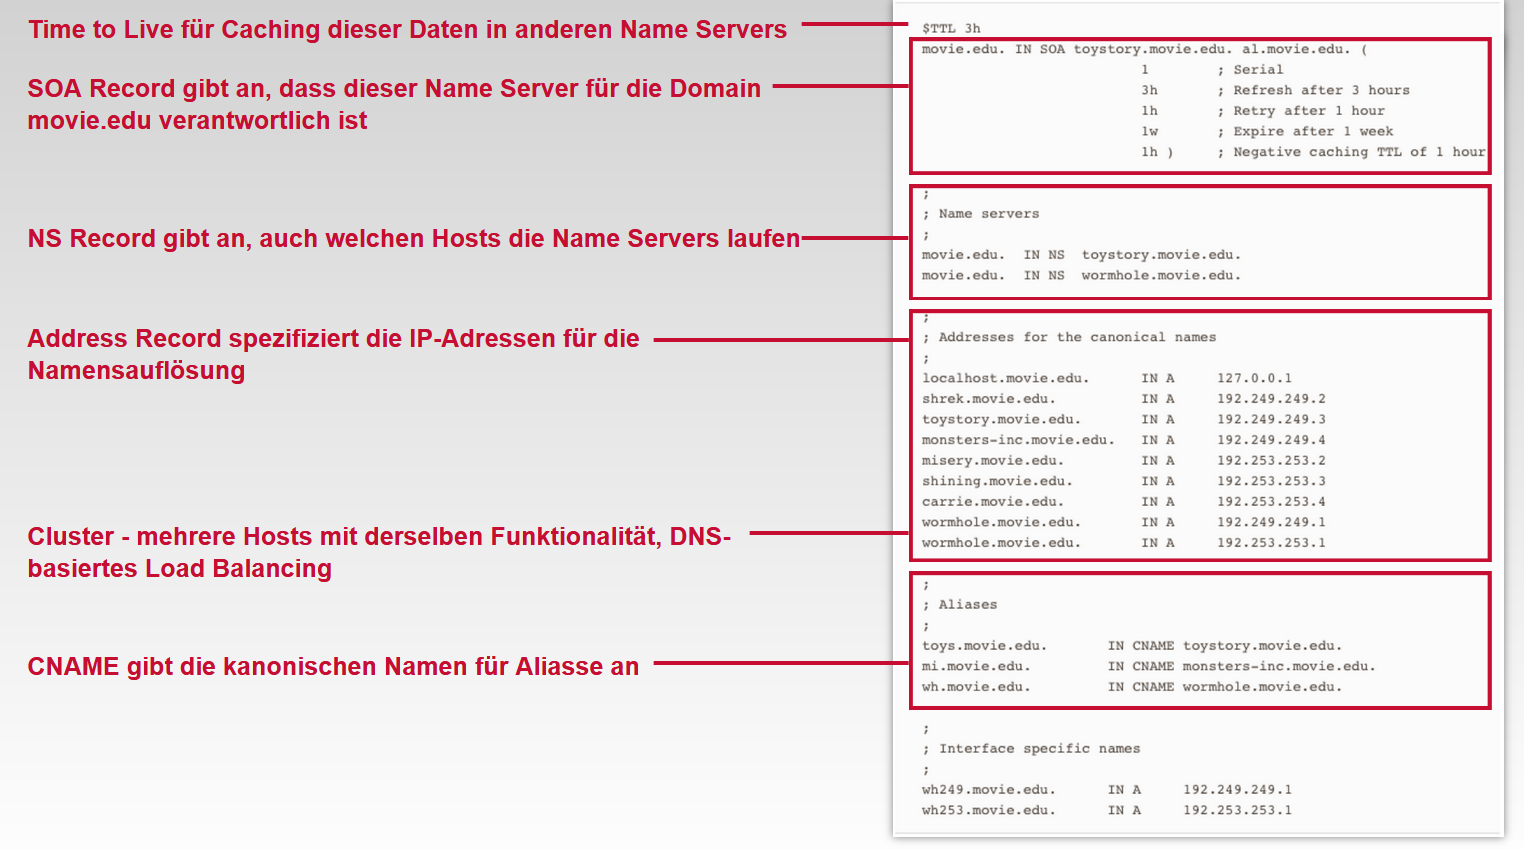 Time to Live für Caching dieser Daten in anderen Name Servers
SOA Record gibt an, dass dieser Name Server für die Domain
movie.edu verantwortlich ist
NS Record gibt an, auch welchen Hosts die Name Servers laufen
Address Record spezifiziert die IP-Adressen für die
Namensauflösung
Cluster - mehrere Hosts mit derselben Funktionalität, DNS-
basiertes Load Balancing
CNAME gibt die kanonischen Namen für Aliasse an
$TTL 3h
movie.edu. IN SOA toystory.movie.edu. al.movie.edu. (
1 ; Serial
3h ; Refresh after 3 hours
1h ; Retry after 1 hour
1w ; Expire after 1 week
1h ) ; Negative caching TTL of 1 hour
;
; Name servers
;
movie.edu. IN NS toystory.movie.edu.
movie.edu. IN NS wormhole.movie.edu.
;
; Addresses for the canonical names
;
localhost.movie.edu. IN A 127.0.0.1
shrek.movie.edu. IN A 192.249.249.2
toystory.movie.edu. IN A 192.249.249.3
monsters-inc.movie.edu. IN A 192.249.249.4
misery.movie.edu. IN A 192.253.253.2
shining.movie.edu. IN A 192.253.253.3
carrie.movie.edu. IN A 192.253.253.4
wormhole.movie.edu. IN A 192.249.249.1
wormhole.movie.edu. IN A 192.253.253.1
;
; Aliases
;
toys.movie.edu. IN CNAME toystory.movie.edu.
mi.movie.edu. IN CNAME monsters-inc.movie.edu.
wh.movie.edu. IN CNAME wormhole.movie.edu.
;
; Interface specific names
;
wh249.movie.edu. IN A 192.249.249.1
wh253.movie.edu. IN A 192.253.253.1